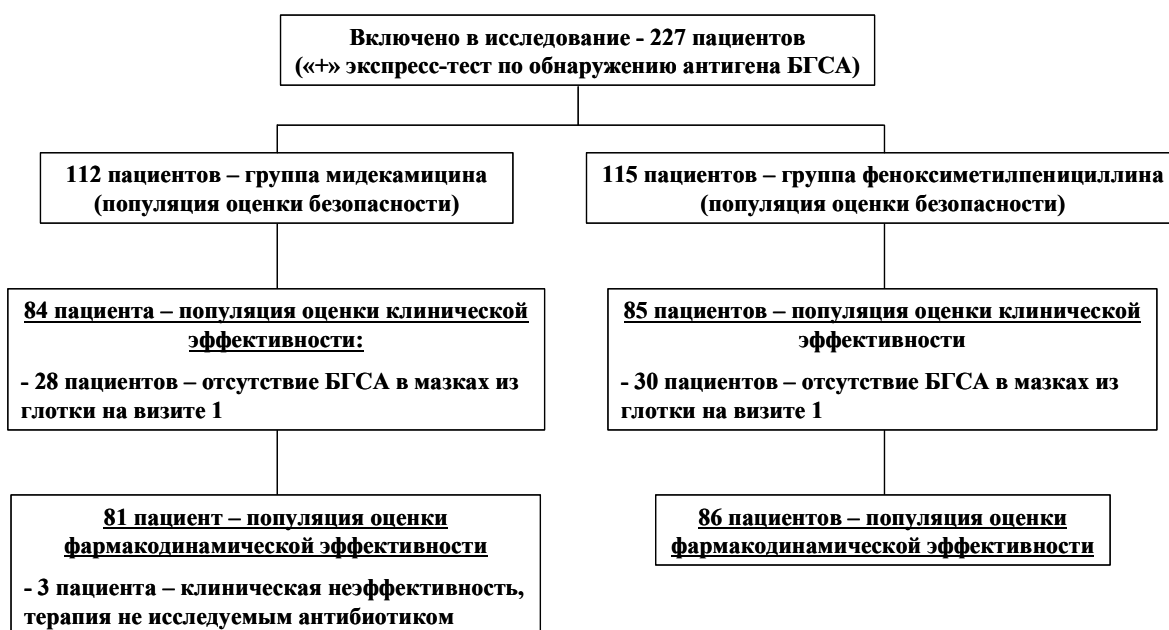 Включено в исследование - 227 пациентов
(«+» экспресс-тест по обнаружению антигена БГСА)
112 пациентов – группа мидекамицина
(популяция оценки безопасности)
115 пациентов – группа феноксиметилпенициллина
(популяция оценки безопасности)
84 пациента – популяция оценки клинической
эффективности:
- 28 пациентов – отсутствие БГСА в мазках из
глотки на визите 1
85 пациентов – популяция оценки клинической
эффективности
- 30 пациентов – отсутствие БГСА в мазках из
глотки на визите 1
81 пациент – популяция оценки
фармакодинамической эффективности
- 3 пациента – клиническая неэффективность,
терапия не исследуемым антибиотиком
86 пациентов – популяция оценки
фармакодинамической эффективности